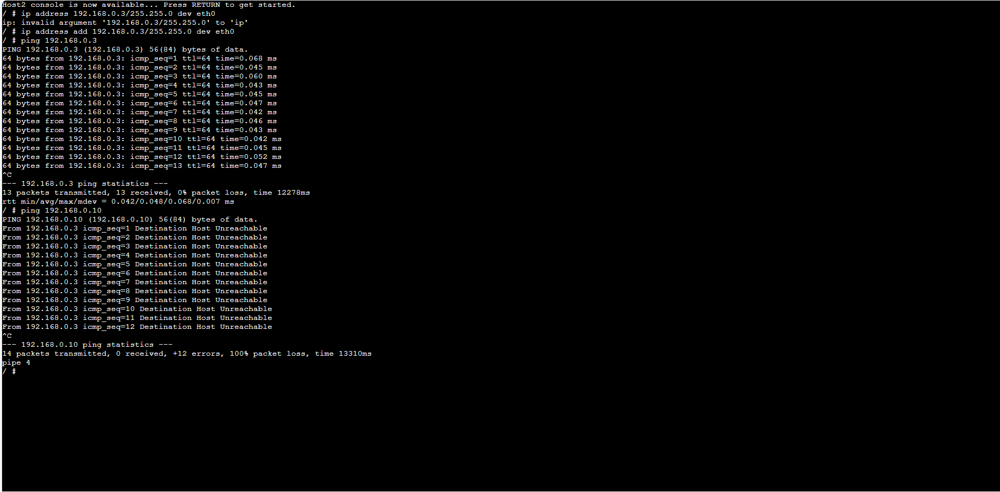 Host2 console is now available... Press RETURN to get started.
/ # ip address 192.168.0.3/255.255.0 dev eth0
ip: invalid argument '192.168.0.3/255.255.0' to 'ip'
/ # ip address add 192.168.0.3/255.255.0 dev eth0
/ # ping 192.168.0.3
PING 192.168.0.3 (192.168.0.3) 56(84) bytes of data.
64 bytes from 192.168.0.3: icmp_seq=1 ttl=64 time=0.068 ms
64 bytes from 192.168.0.3: icmp_seq=2 ttl=64 time=0.045 ms
64 bytes from 192.168.0.3: icmp_seq=3 ttl=64 time=0.060 ms
64 bytes from 192.168.0.3: icmp_seq=4 ttl=64 time=0.043 ms
64 bytes from 192.168.0.3: icmp_seq=5 ttl=64 time=0.045 ms
64 bytes from 192.168.0.3: icmp_seq=6 ttl=64 time=0.047 ms
64 bytes from 192.168.0.3: icmp_seq=7 ttl=64 time=0.042 ms
64 bytes from 192.168.0.3: icmp_seq=8 ttl=64 time=0.046 ms
64 bytes from 192.168.0.3: icmp_seq=9 ttl=64 time=0.043 ms
64 bytes from 192.168.0.3: icmp_seq=10 ttl=64 time=0.042 ms
64 bytes from 192.168.0.3: icmp_seq=11 ttl=64 time=0.045 ms
64 bytes from 192.168.0.3: icmp_seq=12 ttl=64 time=0.052 ms
64 bytes from 192.168.0.3: icmp_seq=13 ttl=64 time=0.047 ms
^C
--- 192.168.0.3 ping statistics ---
13 packets transmitted, 13 received, 0% packet loss, time 12278ms
rtt min/avg/max/mdev = 0.042/0.048/0.068/0.007 ms
/ # ping 192.168.0.10
PING 192.168.0.10 (192.168.0.10) 56(84) bytes of data.
From 192.168.0.3 icmp_seq=1 Destination Host Unreachable
From 192.168.0.3 icmp_seq=2 Destination Host Unreachable
From 192.168.0.3 icmp_seq=3 Destination Host Unreachable
From 192.168.0.3 icmp_seq=4 Destination Host Unreachable
From 192.168.0.3 icmp_seq=5 Destination Host Unreachable
From 192.168.0.3 icmp_seq=6 Destination Host Unreachable
From 192.168.0.3 icmp_seq=7 Destination Host Unreachable
From 192.168.0.3 icmp_seq=8 Destination Host Unreachable
From 192.168.0.3 icmp_seq=9 Destination Host Unreachable
From 192.168.0.3 icmp_seq=10 Destination Host Unreachable
From 192.168.0.3 icmp_seq=11 Destination Host Unreachable
From 192.168.0.3 icmp_seq=12 Destination Host Unreachable
^C
--- 192.168.0.10 ping statistics ---
14 packets transmitted, 0 received, +12 errors, 100% packet loss, time 13310ms
pipe 4
/ #